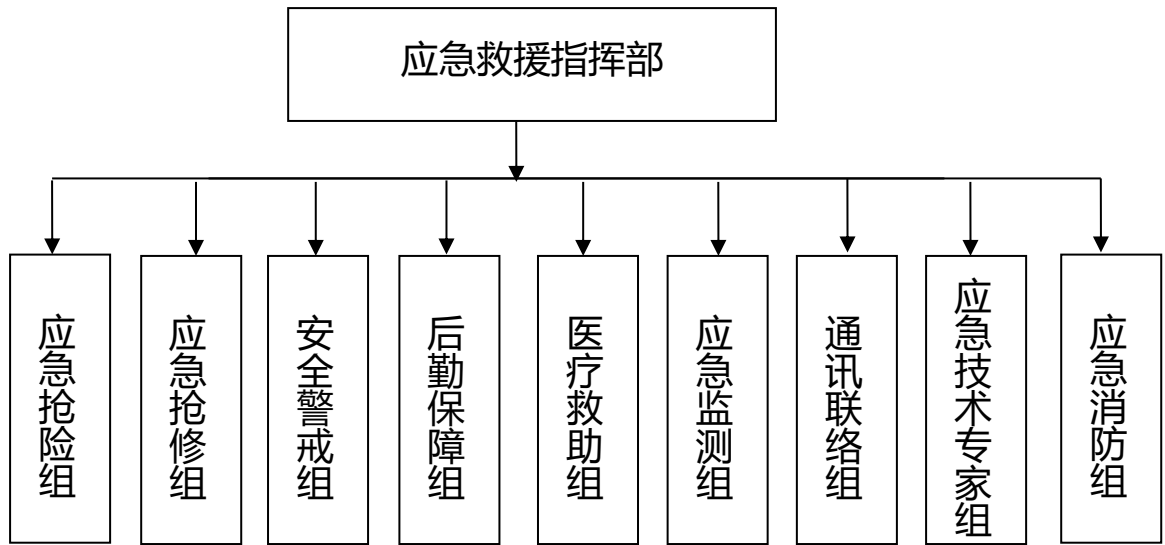 应急救援指挥部
应急抢险组
应急抢修组
安全警戒组
后勤保障组
医疗救助组
应急监测组
通讯联络组
应急技术专家组
应急消防组